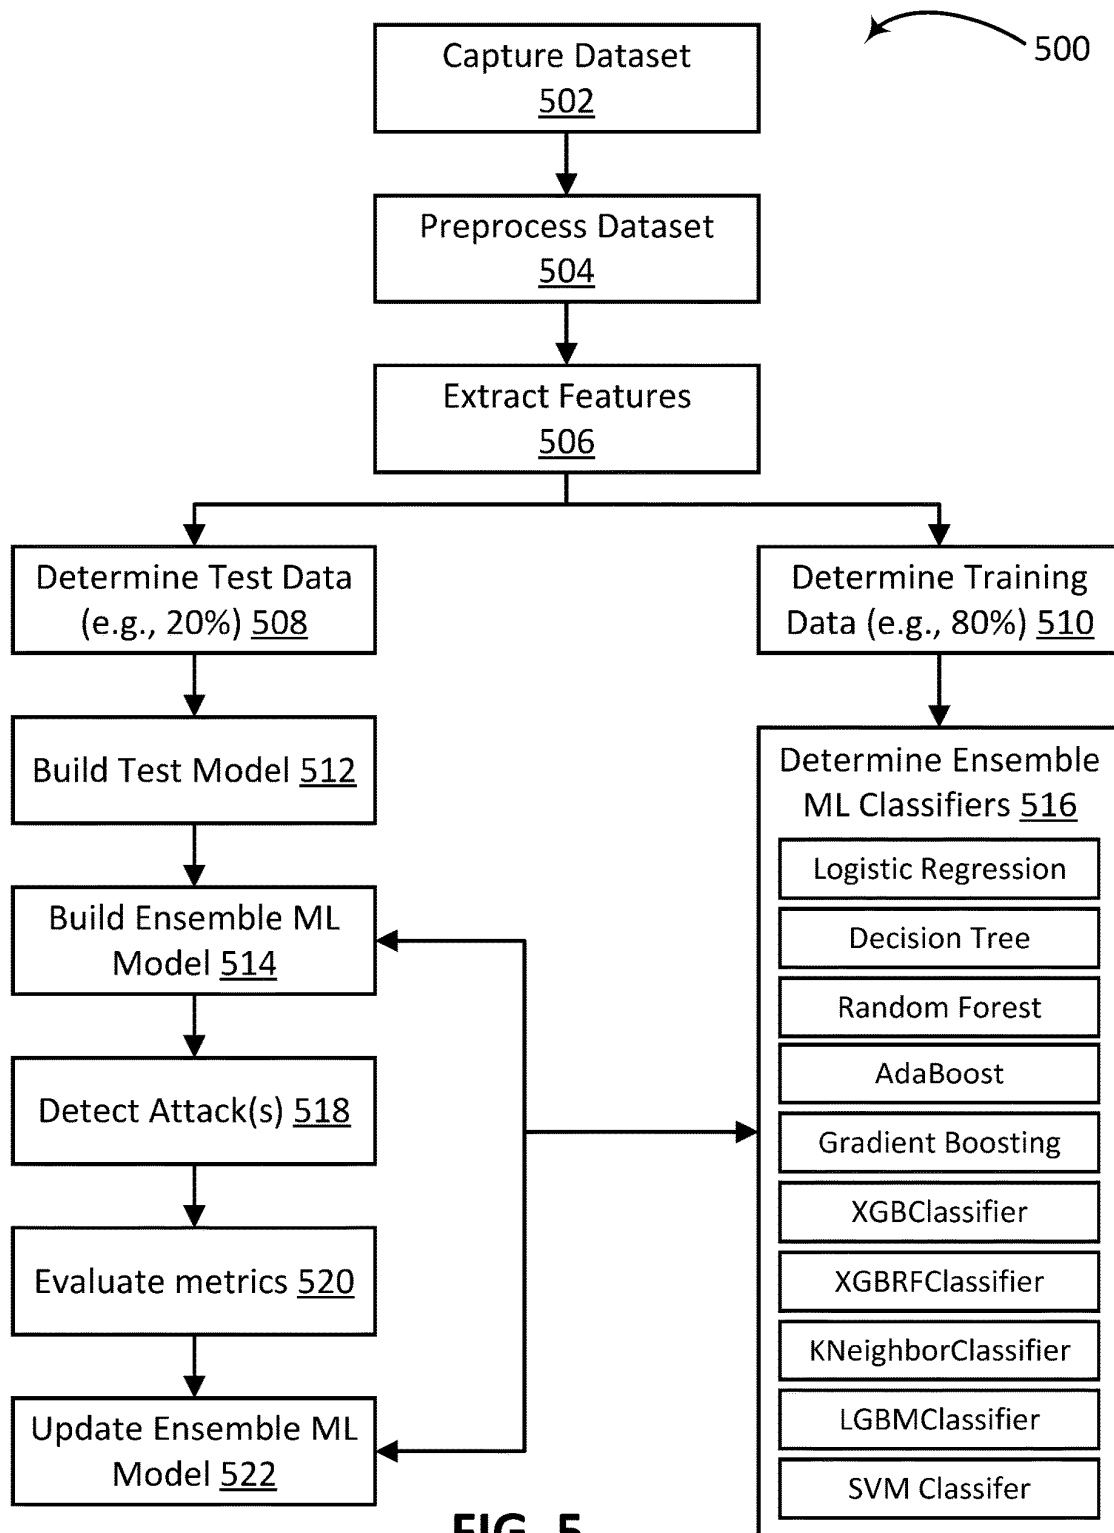 500
Capture Dataset
502
Preprocess Dataset
504
Extract Features
506
Determine Test Data
(e.g., 20%) 508
Determine Training
Data (e.g., 80%) 510
Build Test Model 512
Build Ensemble ML
Model 514
Detect Attack(s) 518
Evaluate metrics 520
Update Ensemble ML
Model 522
Determine Ensemble
ML Classifiers 516
Logistic Regression
Decision Tree
Random Forest
AdaBoost
Gradient Boosting
XGBClassifier
XGBRFClassifier
KNeighborClassifier
LGBMClassifier
SVM Classifer
FIG. 5